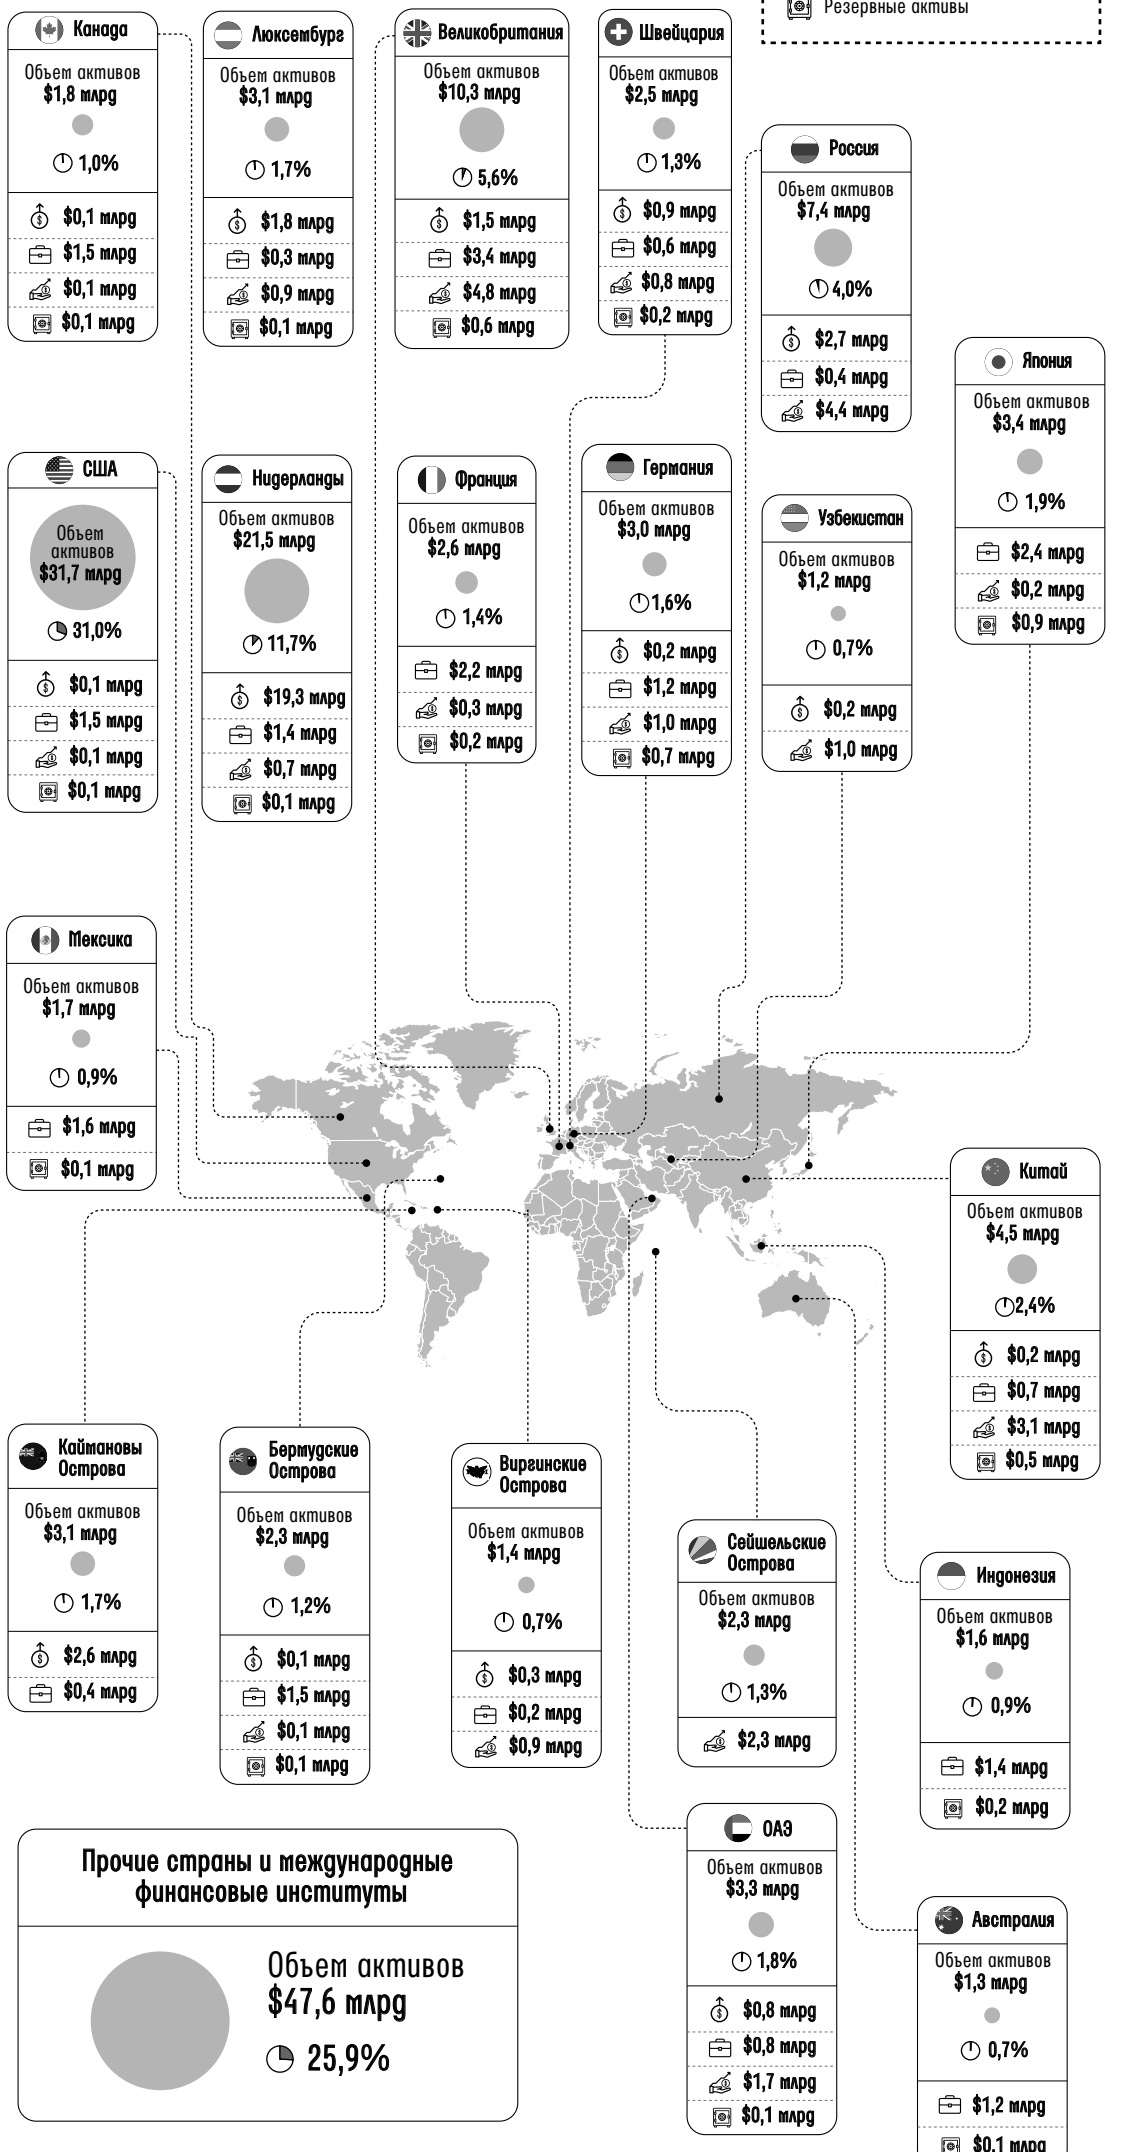 Резервные активы
Канада
Объем активов
$1,8 млрд
1,0%
$0,1 млрд
$1,5 млрд
$0,1 млрд
$0,1 млрд
Люксембург
Объем активов
$3,1 млрд
1,7%
$1,8 млрд
$0,3 млрд
$0,9 млрд
$0,1 млрд
Великобритания
Объем активов
$10,3 млрд
5,6%
$1,5 млрд
$3,4 млрд
$4,8 млрд
$0,6 млрд
Швейцария
Объем активов
$2,5 млрд
1,3%
$0,9 млрд
$0,6 млрд
$0,8 млрд
$0,2 млрд
Россия
Объем активов
$7,4 млрд
4,0%
$2,7 млрд
$0,4 млрд
$4,4 млрд
Япония
Объем активов
$3,4 млрд
1,9%
$2,4 млрд
$0,2 млрд
$0,9 млрд
США
Объем
активов
$31,7 млрд
31,0%
$0,1 млрд
$1,5 млрд
$0,1 млрд
$0,1 млрд
Нидерланды
Объем активов
$21,5 млрд
11,7%
$19,3 млрд
$1,4 млрд
$0,7 млрд
$0,1 млрд
Франция
Объем активов
$2,6 млрд
1,4%
$2,2 млрд
$0,3 млрд
$0,2 млрд
Германия
Объем активов
$3,0 млрд
1,6%
$0,2 млрд
$1,2 млрд
$1,0 млрд
$0,7 млрд
Узбекистан
Объем активов
$1,2 млрд
0,7%
$0,2 млрд
$1,0 млрд
Мексика
Объем активов
$1,7 млрд
0,9%
$1,6 млрд
$0,1 млрд
Китай
Объем активов
$4,5 млрд
2,4%
$0,2 млрд
$0,7 млрд
$3,1 млрд
$0,5 млрд
Каймановы
Острова
Объем активов
$3,1 млрд
1,7%
$2,6 млрд
$0,4 млрд
Бермудские
Острова
Объем активов
$2,3 млрд
1,2%
$0,1 млрд
$1,5 млрд
$0,1 млрд
$0,1 млрд
Виргинские
Острова
Объем активов
$1,4 млрд
0,7%
$0,3 млрд
$0,2 млрд
$0,9 млрд
Сейшельские
Острова
Объем активов
$2,3 млрд
1,3%
$2,3 млрд
Индонезия
Объем активов
$1,6 млрд
0,9%
$1,4 млрд
$0,2 млрд
Прочие страны и международные
финансовые институты
Объем активов
$47,6 млрд
25,9%
ОАЭ
Объем активов
$3,3 млрд
1,8%
$0,8 млрд
$0,8 млрд
$1,7 млрд
$0,1 млрд
Австралия
Объем активов
$1,3 млрд
0,7%
$1,2 млрд
$0,1 млрд